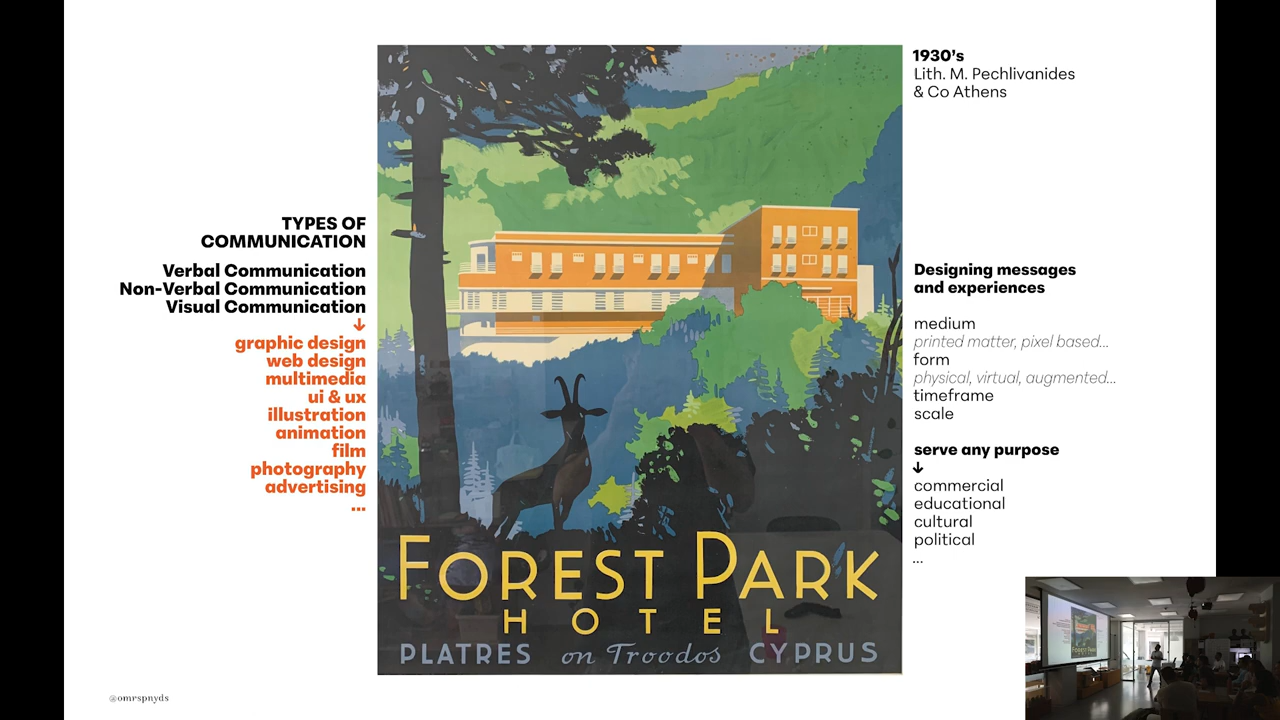 TYPES OF
COMMUNICATION
Verbal Communication
Non-Verbal Communication
Visual Communication
↓
graphic design
web design
multimedia
ui & ux
illustration
animation
film
photography
advertising
...
FOREST PARK
HOTEL
PLATRES on Troodos CYPRUS
1930's
Lith. M. Pechlivanides
& Co Athens
Designing messages
and experiences
medium
printed matter, pixel based...
form
physical, virtual, augmented...
timeframe
scale
serve any purpose
↓
commercial
educational
cultural
political
...
@omrspnyds